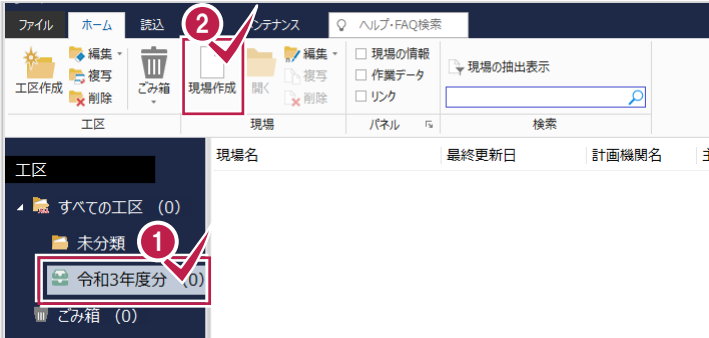 ファイル ホーム 読込 ンテナンス ヘルプ・FAQ検索
2
工区作成 編集 複写 削除 ごみ箱 現場作成 開く 編集 複写 削除 現場の情報 作業データ リンク 現場の抽出表示
工区 現場 パネル 検索
工区 現場名 最終更新日 計画機関名
すべての工区 (0)
未分類
1
令和3年度分 (0)
ごみ箱 (0)